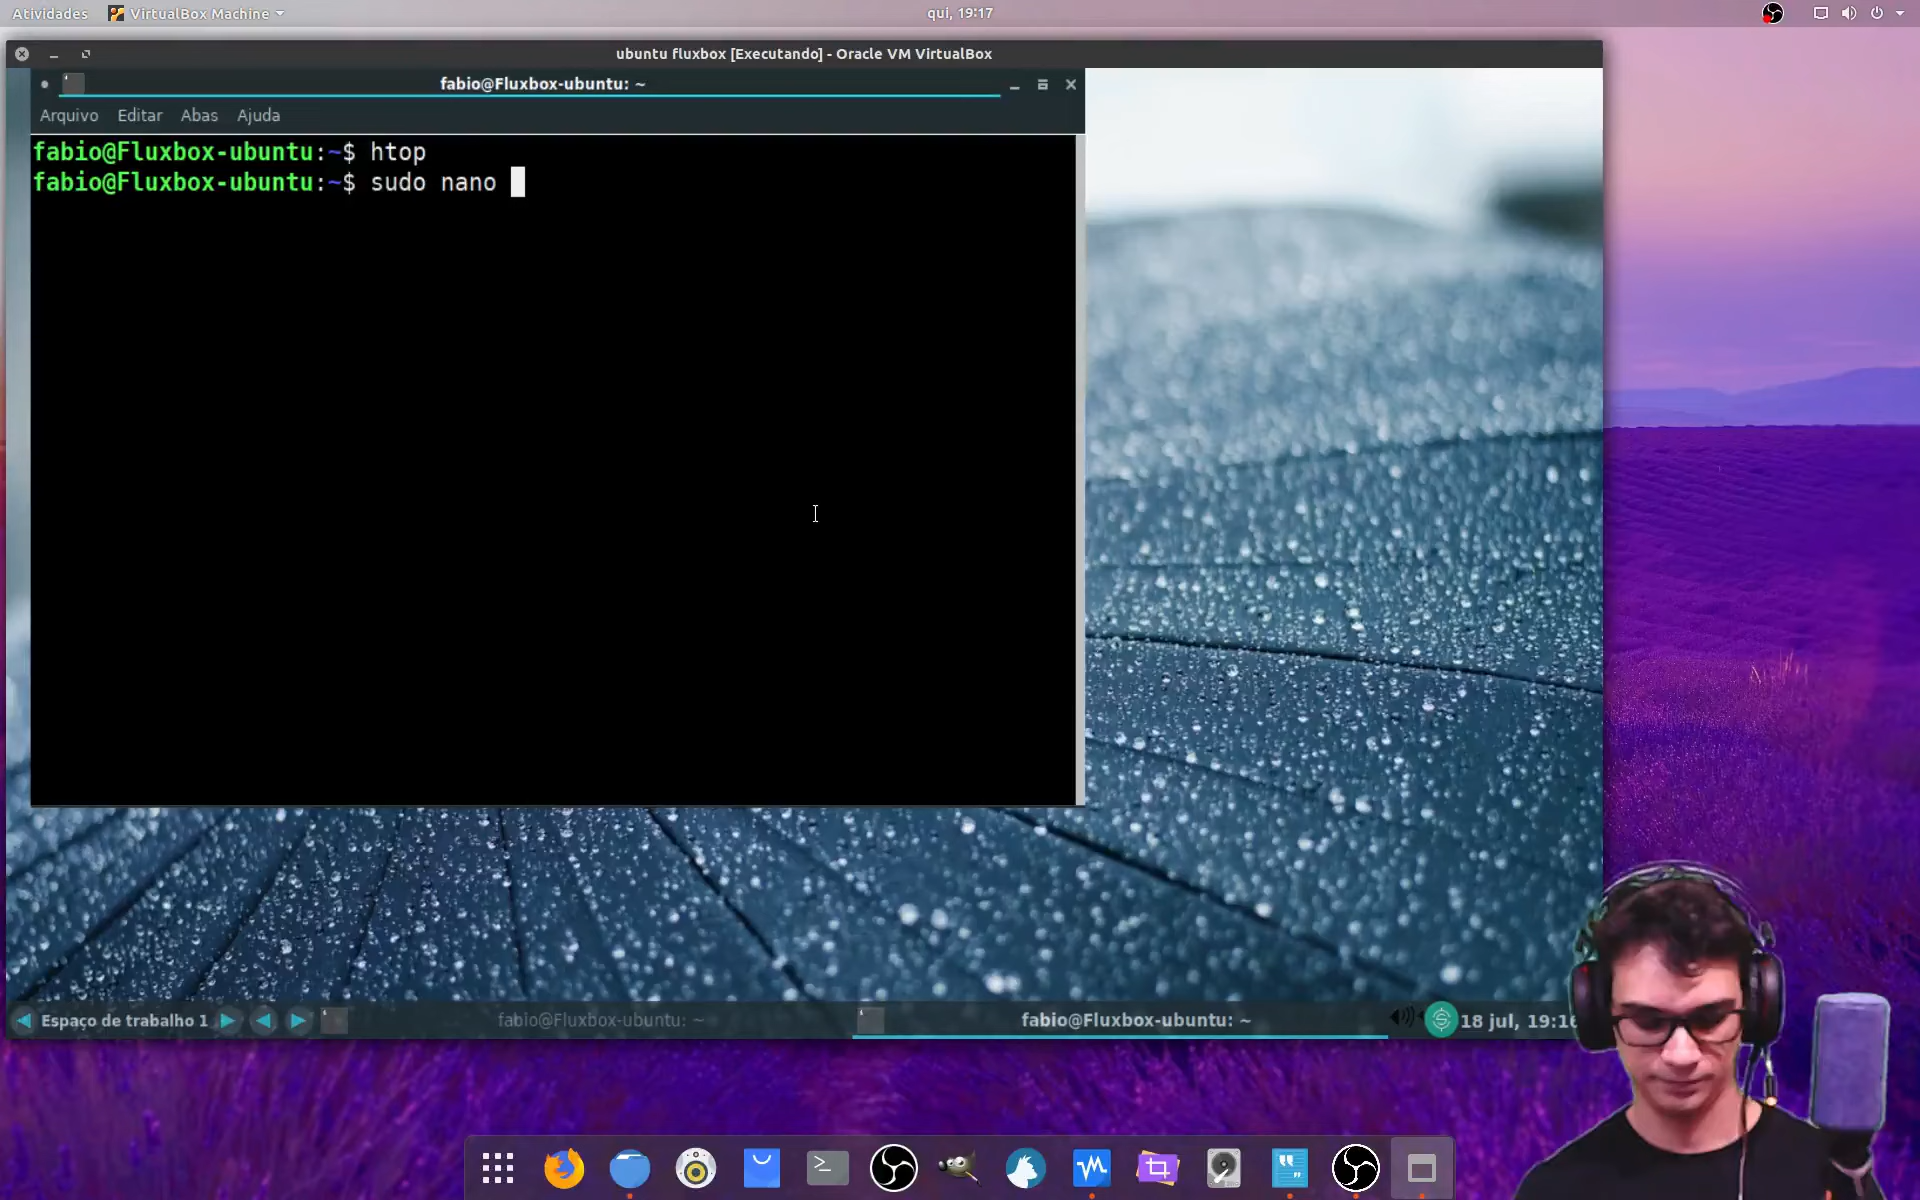 Atividades
VirtualBox Machine
qui, 19:17
ubuntu fluxbox [Executando] - Oracle VM VirtualBox
fabio@Fluxbox-ubuntu: ~
Arquivo Editar Abas Ajuda
fabio@Fluxbox-ubuntu:~$ htop
fabio@Fluxbox-ubuntu:~$ sudo nano
Espaço de trabalho 1
fabio@Fluxbox-ubuntu: ~
fabio@Fluxbox-ubuntu: ~
18 jul, 19:16